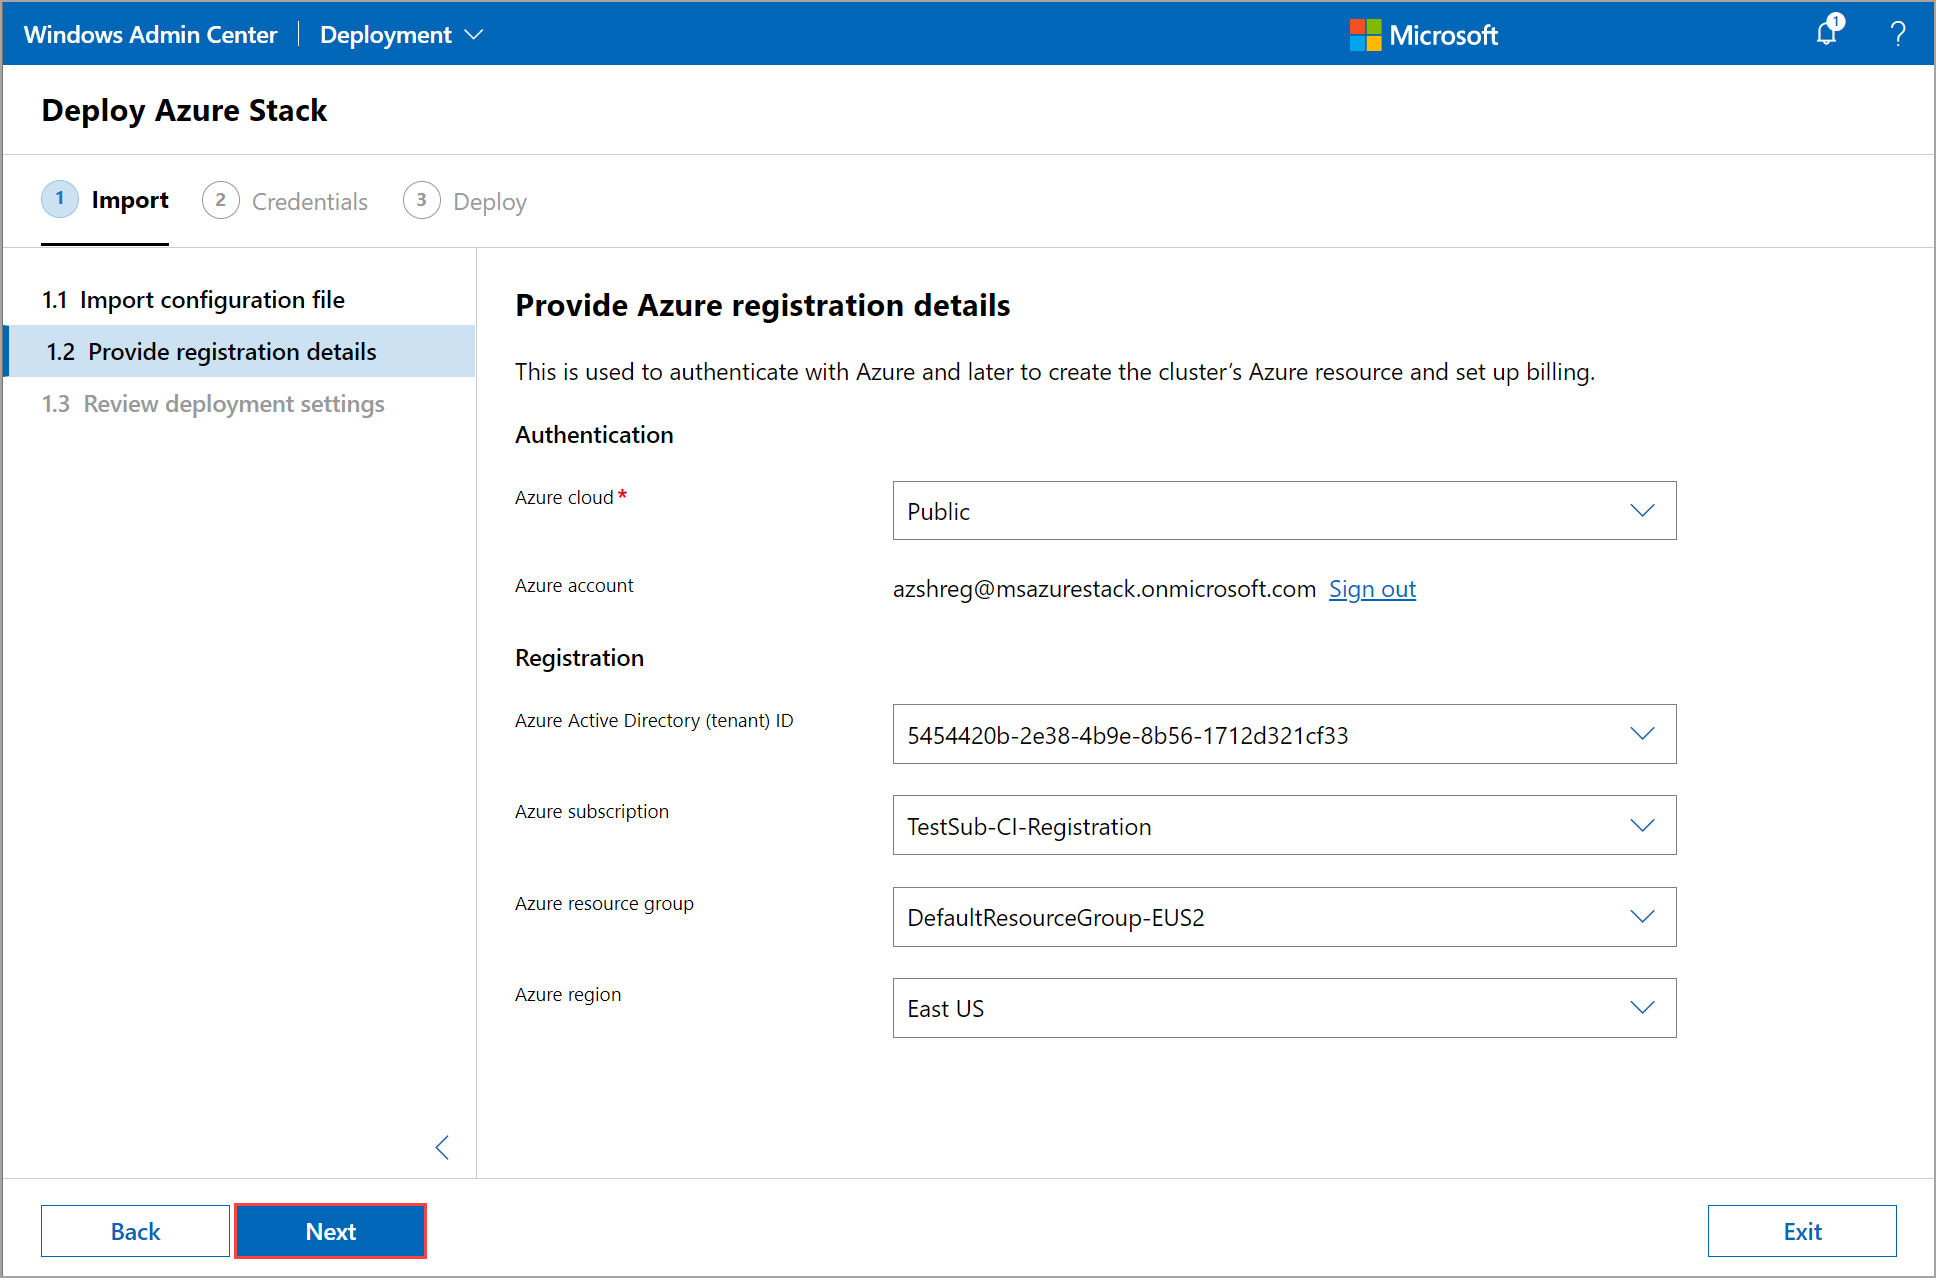 Windows Admin Center | Deployment
Microsoft
1
?
Deploy Azure Stack
1 Import
2 Credentials
3 Deploy
1.1 Import configuration file
1.2 Provide registration details
1.3 Review deployment settings
Provide Azure registration details
This is used to authenticate with Azure and later to create the cluster’s Azure resource and set up billing.
Authentication
Azure cloud *
Public
Azure account
azshreg@msazurestack.onmicrosoft.com Sign out
Registration
Azure Active Directory (tenant) ID
5454420b-2e38-4b9e-8b56-1712d321cf33
Azure subscription
TestSub-CI-Registration
Azure resource group
DefaultResourceGroup-EUS2
Azure region
East US
Back
Next
Exit